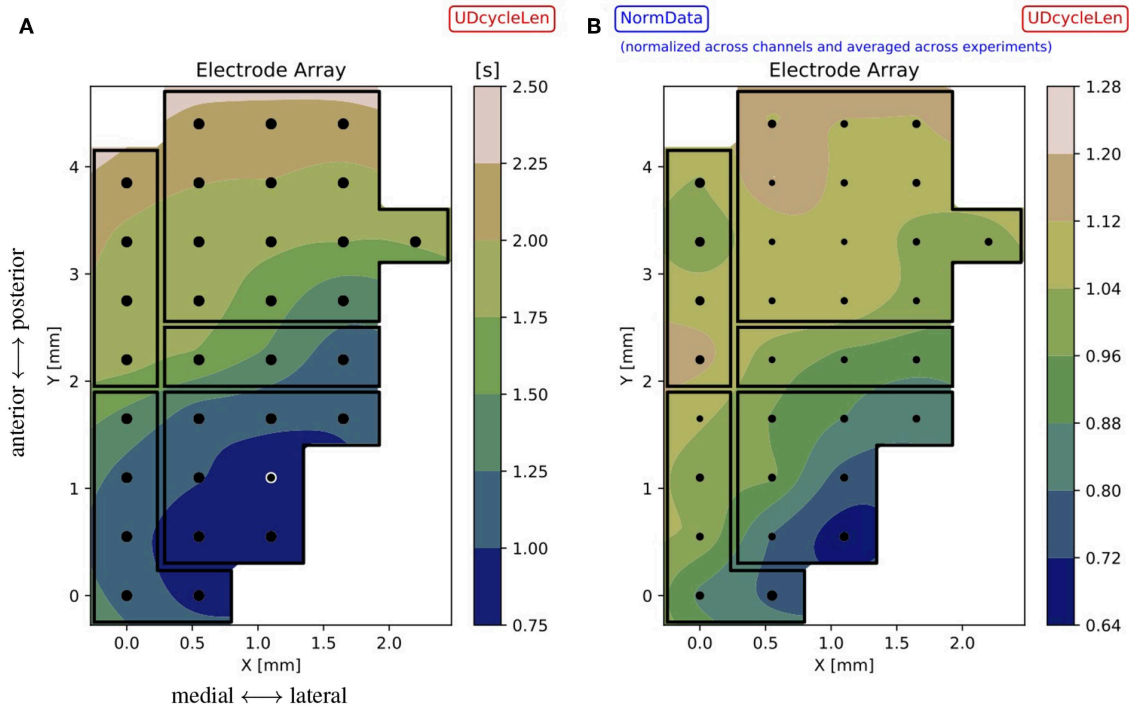 A
UDcycleLen
Electrode Array
[s]
2.50
2.25
2.00
1.75
1.50
1.25
1.00
0.75
4
3
2
1
0
Y [mm]
anterior ⟷ posterior
0.0 0.5 1.0 1.5 2.0
X [mm]
medial ⟷ lateral
B
NormData
UDcycleLen
(normalized across channels and averaged across experiments)
Electrode Array
1.28
1.20
1.12
1.04
0.96
0.88
0.80
0.72
0.64
4
3
2
1
0
Y [mm]
0.0 0.5 1.0 1.5 2.0
X [mm]